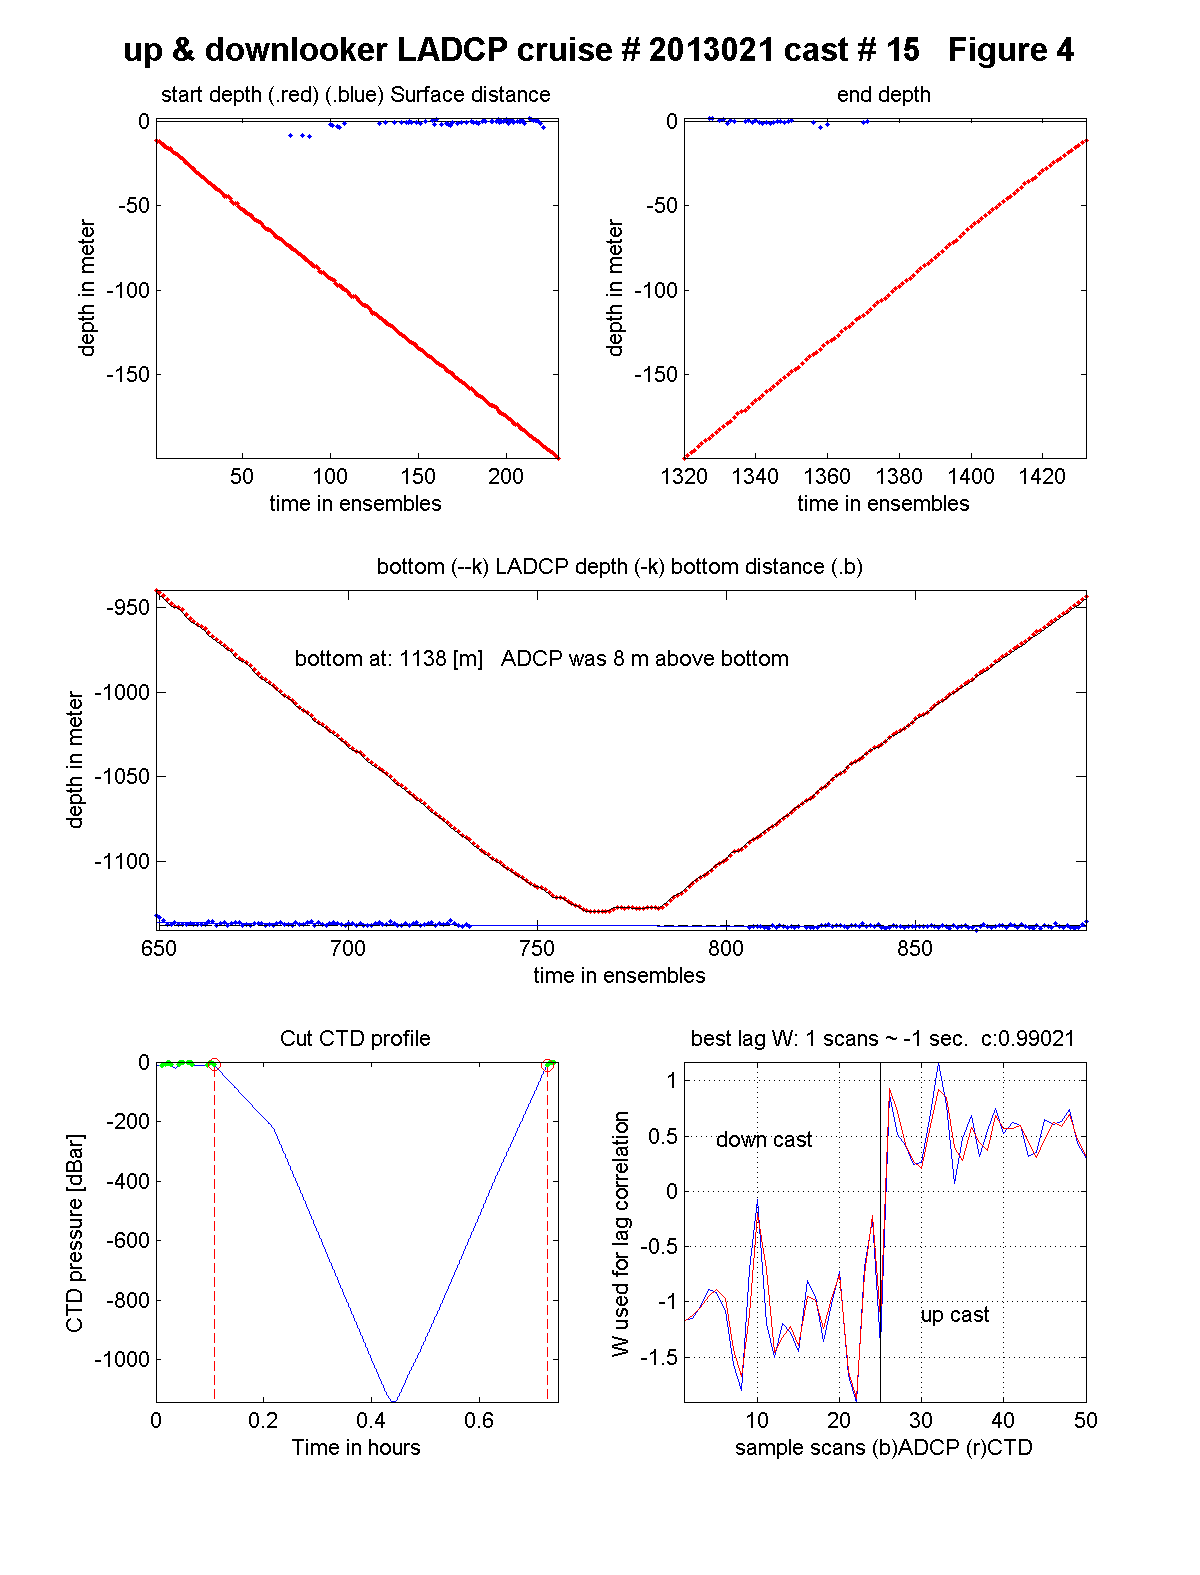 up & downlooker LADCP cruise # 2013021 cast # 15   Figure 4
start depth (.red) (.blue) Surface distance
0
-50
-100
-150
depth in meter
50 100 150 200
time in ensembles
end depth
0
-50
-100
-150
depth in meter
1320 1340 1360 1380 1400 1420
time in ensembles
bottom (--k) LADCP depth (-k) bottom distance (.b)
-950
-1000
-1050
-1100
depth in meter
bottom at: 1138 [m]   ADCP was 8 m above bottom
650 700 750 800 850
time in ensembles
Cut CTD profile
0
-200
-400
-600
-800
-1000
CTD pressure [dBar]
0 0.2 0.4 0.6
Time in hours
best lag W: 1 scans ~ -1 sec.  c:0.99021
1
0.5
0
-0.5
-1
-1.5
W used for lag correlation
down cast
up cast
10 20 30 40 50
sample scans (b)ADCP (r)CTD